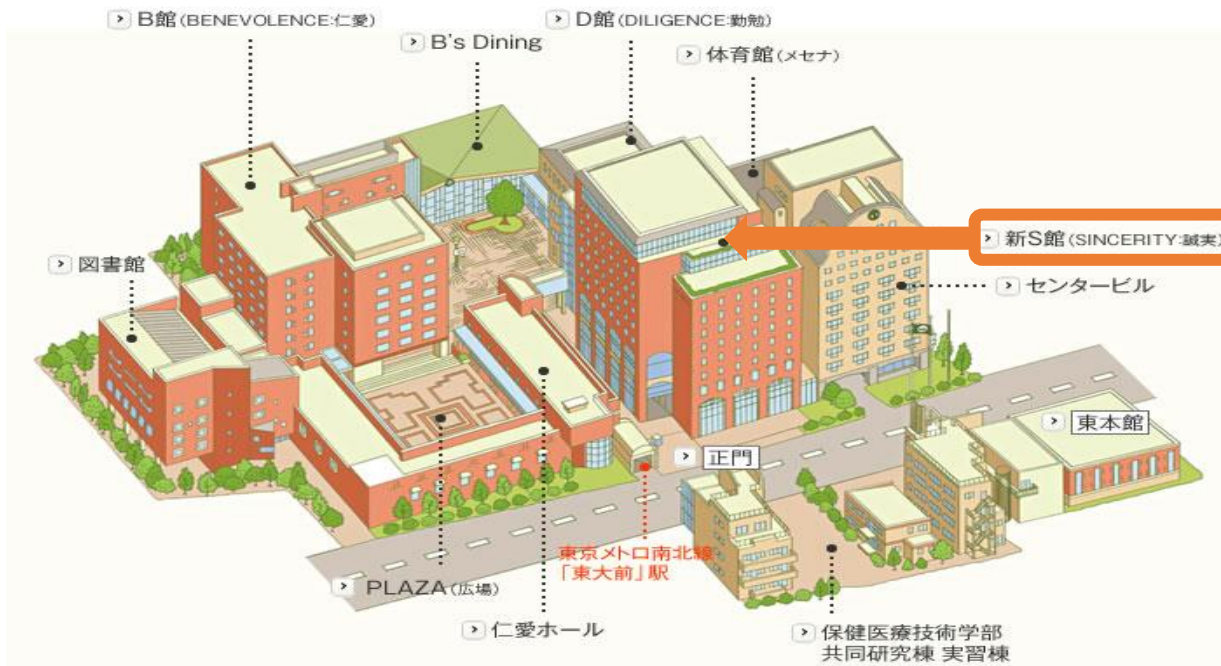 B館(BENEVOLENCE:仁愛)
D館(DILIGENCE:勤勉)
B's Dining
体育館(メセナ)
新S館(SINCERITY:誠実)
図書館
センタービル
東本館
正門
東京メトロ南北線
「東大前」駅
PLAZA(広場)
仁愛ホール
保健医療技術学部
共同研究棟 実習棟